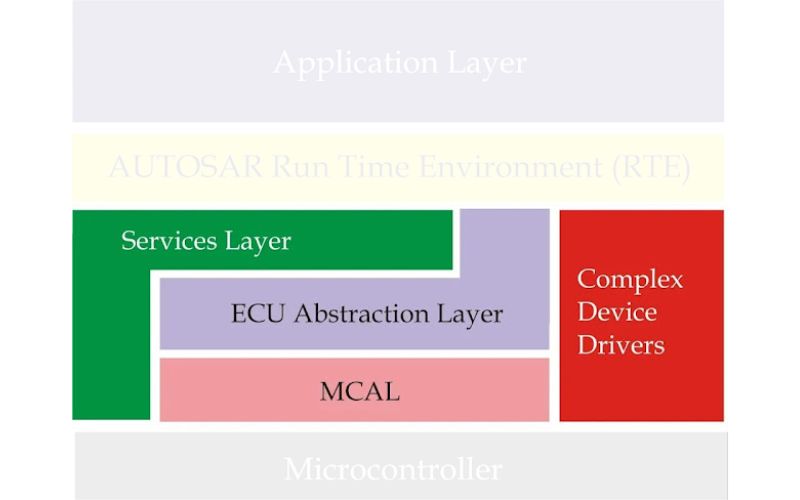 Application Layer
AUTOSAR Run Time Environment (RTE)
Services Layer
ECU Abstraction Layer
MCAL
Complex
Device
Drivers
Microcontroller